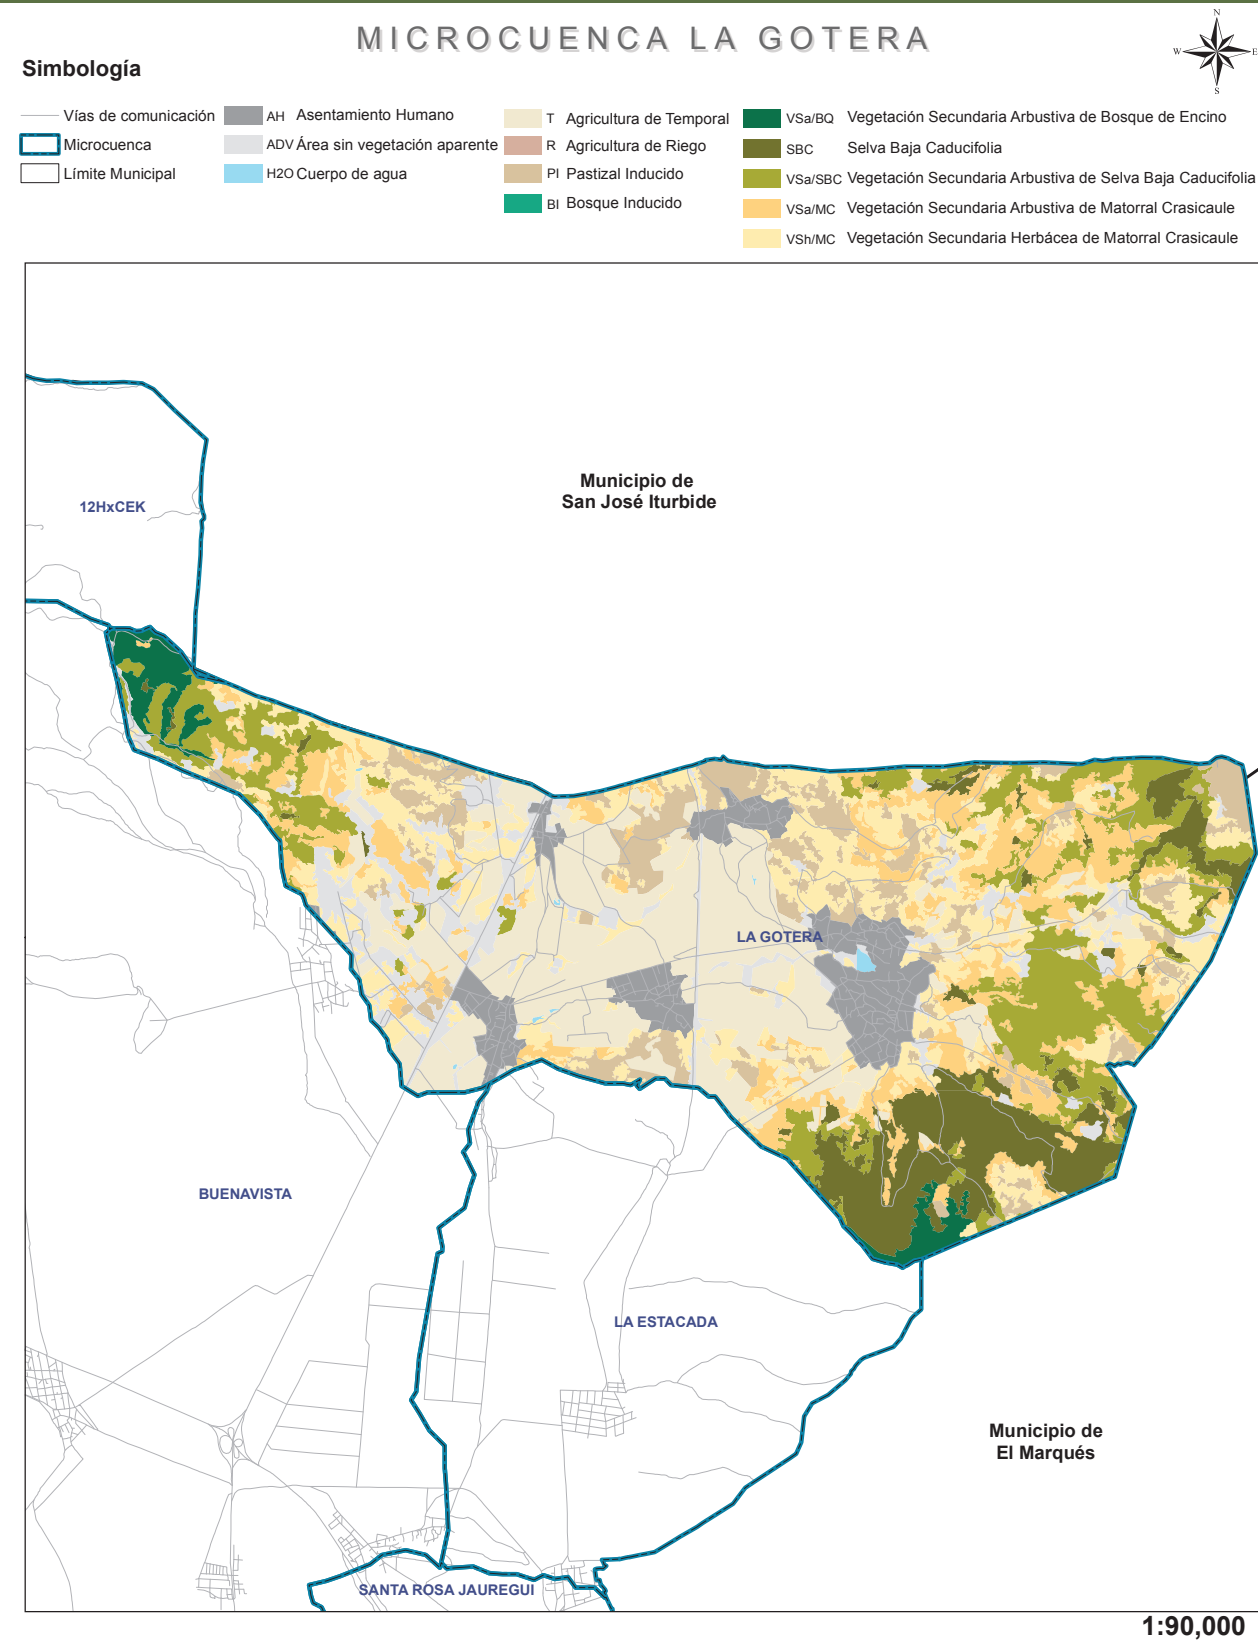 MICROCUENCA LA GOTERA
N
W
E
S
Simbología
Vías de comunicación
Microcuenca
Límite Municipal
AH Asentamiento Humano
ADV Área sin vegetación aparente
H2O Cuerpo de agua
T Agricultura de Temporal
R Agricultura de Riego
PI Pastizal Inducido
BI Bosque Inducido
VSa/BQ Vegetación Secundaria Arbustiva de Bosque de Encino
SBC Selva Baja Caducifolia
VSa/SBC Vegetación Secundaria Arbustiva de Selva Baja Caducifolia
VSa/MC Vegetación Secundaria Arbustiva de Matorral Crasicaule
VSh/MC Vegetación Secundaria Herbácea de Matorral Crasicaule
Municipio de
San José Iturbide
12HxCEK
LA GOTERA
BUENAVISTA
LA ESTACADA
Municipio de
El Marqués
SANTA ROSA JAUREGUI
1:90,000